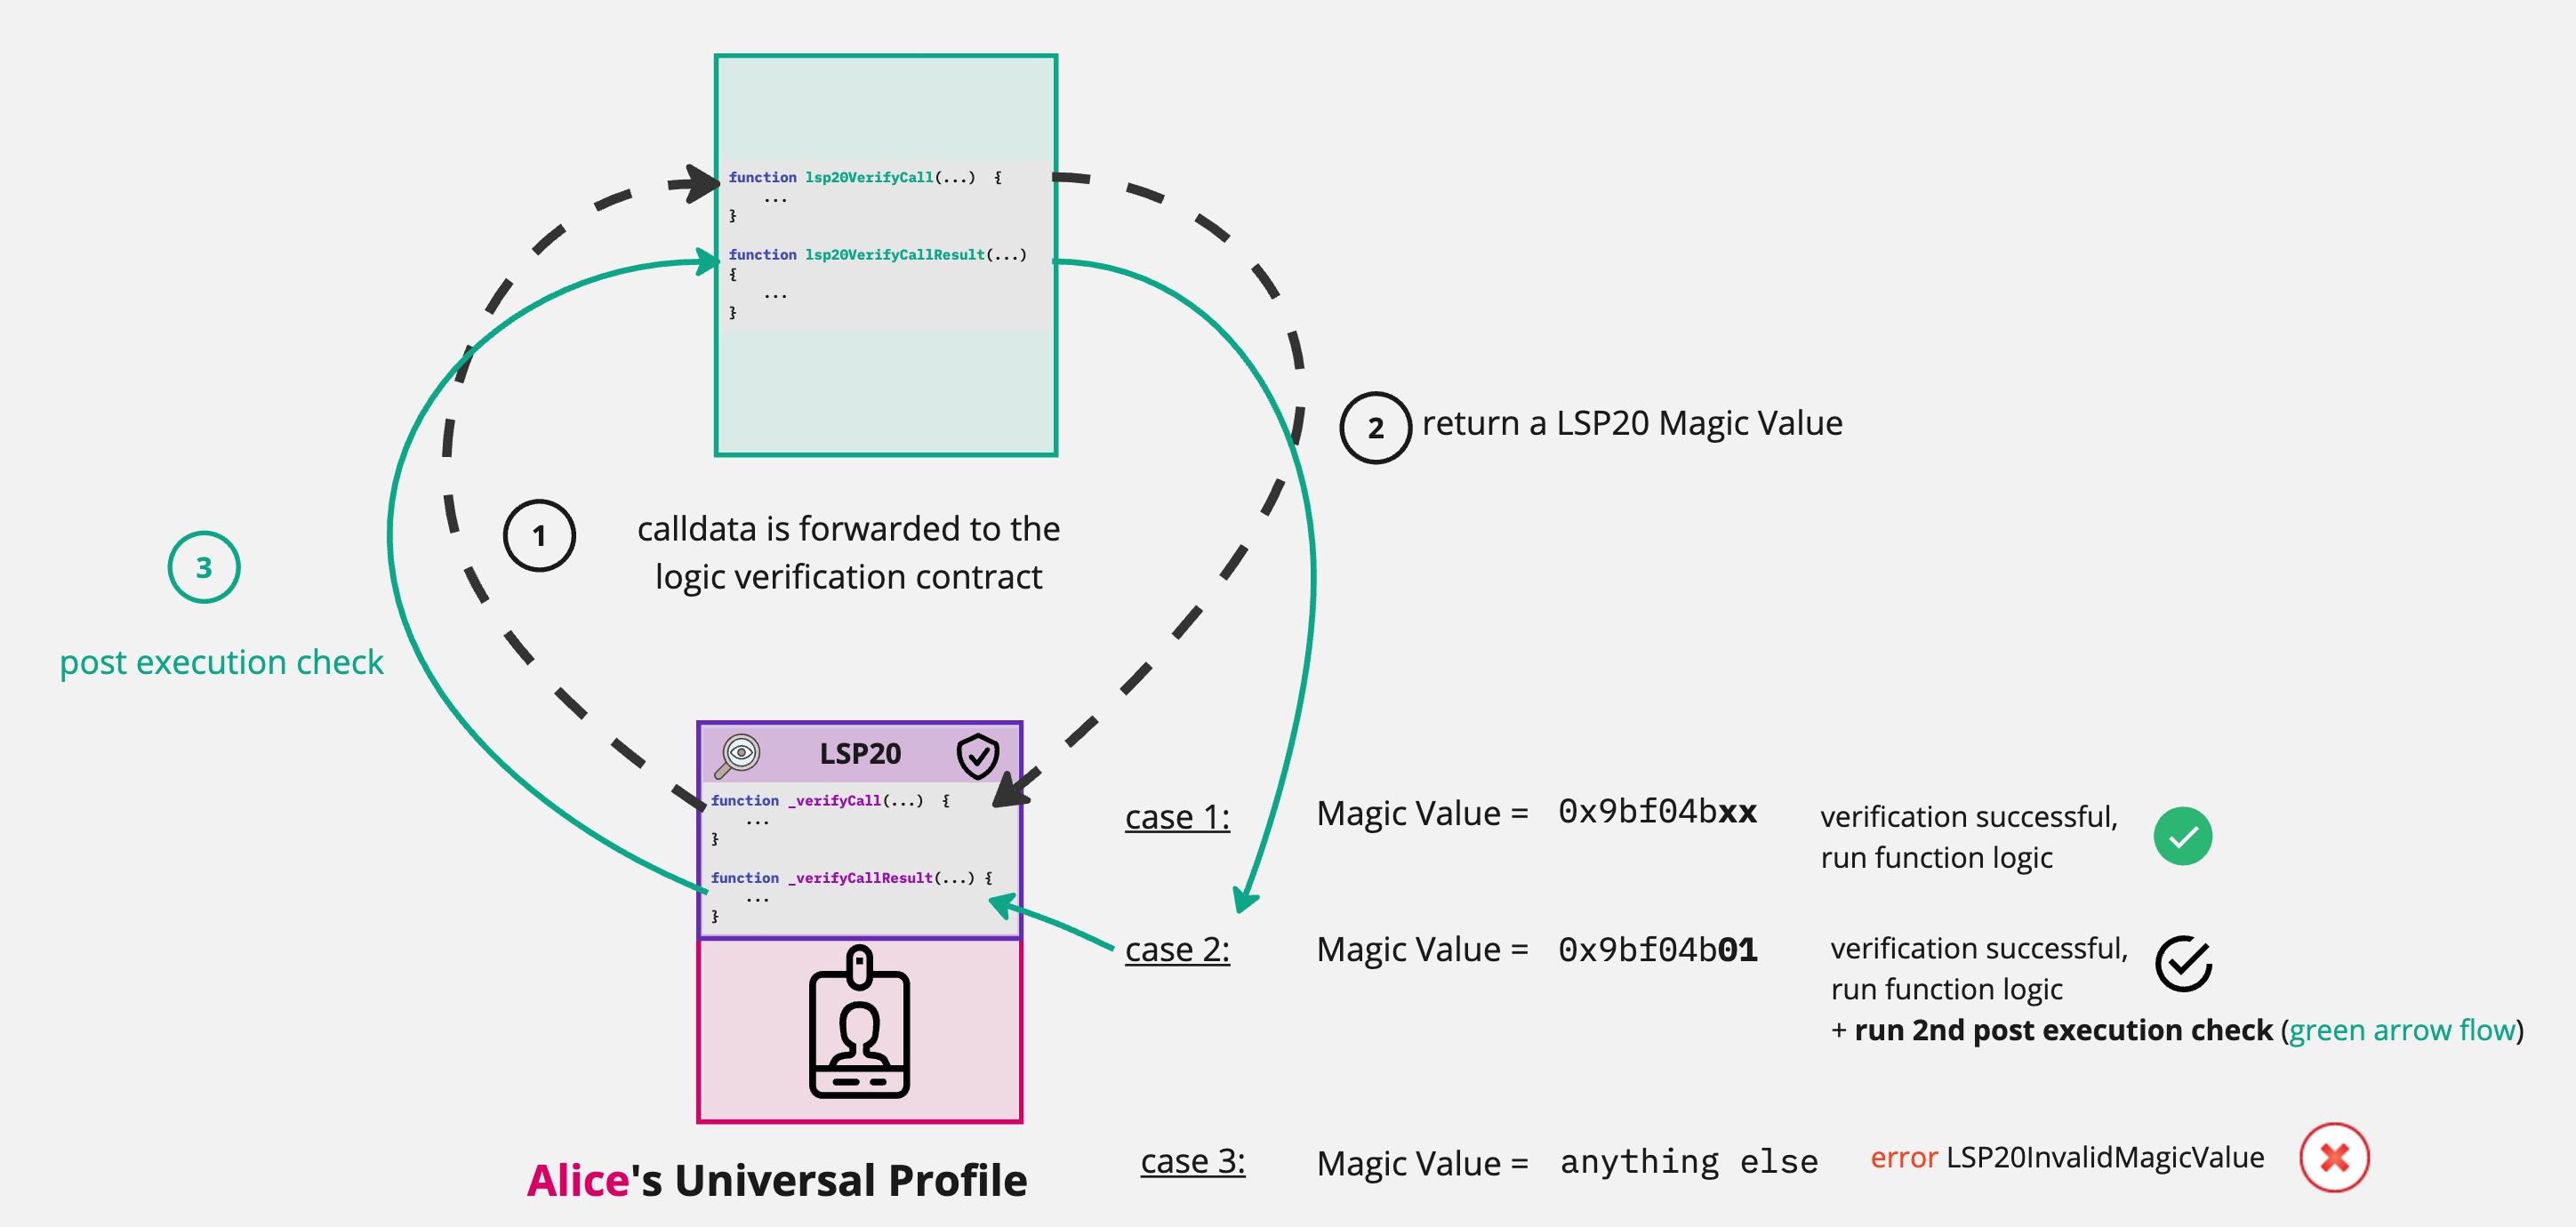 function lsp20VerifyCall(...) {
...
}
function lsp20VerifyCallResult(...)
{
...
}
2 return a LSP20 Magic Value
1 calldata is forwarded to the
logic verification contract
3
post execution check
LSP20
function _verifyCall(...) {
...
}
function _verifyCallResult(...) {
...
}
case 1: Magic Value = 0x9bf04bxx
verification successful,
run function logic
case 2: Magic Value = 0x9bf04b01
verification successful,
run function logic
+ run 2nd post execution check (green arrow flow)
case 3: Magic Value = anything else error LSP20InvalidMagicValue
Alice's Universal Profile